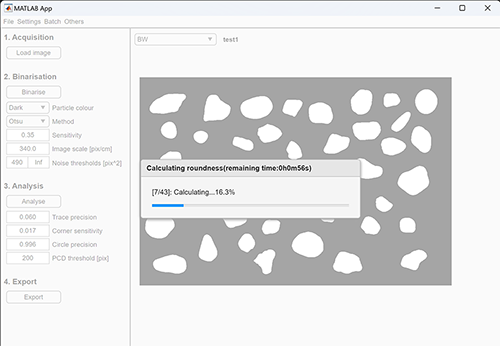 MATLAB App
File Settings Batch Others
1. Acquisition
Load image
2. Binarisation
Binarise
Dark Particle colour
Otsu Method
0.35 Sensitivity
340.0 Image scale [pix/cm]
490 Inf Noise thresholds [pix^2]
3. Analysis
Analyse
0.060 Trace precision
0.017 Corner sensitivity
0.996 Circle precision
200 PCD threshold [pix]
4. Export
Export
BW test1
Calculating roundness(remaining time:0h0m56s)
[7/43]: Calculating...16.3%